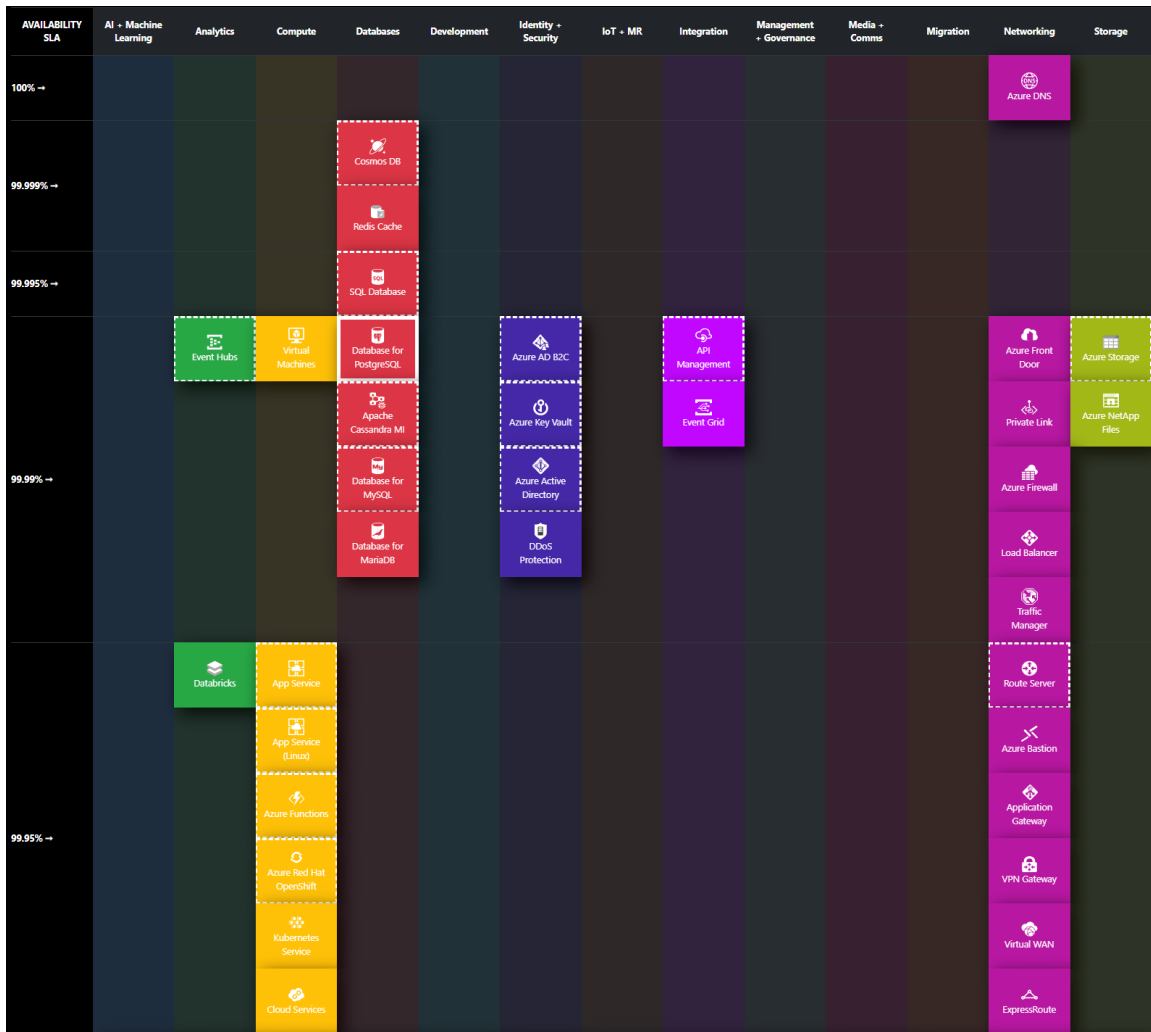 AVAILABILITY
SLA
AI + Machine
Learning
Analytics
Compute
Databases
Development
Identity +
Security
IoT + MR
Integration
Management
+ Governance
Media +
Comms
Migration
Networking
Storage
100% →
DNS
Azure DNS
99.999% →
Cosmos DB
Redis Cache
99.995% →
SQL
SQL Database
99.99% →
Event Hubs
Virtual
Machines
Database for
PostgreSQL
Azure AD B2C
API
Management
Azure Front
Door
Azure Storage
Apache
Cassandra MI
Azure Key Vault
Event Grid
Private Link
Azure NetApp
Files
My
Database for
MySQL
Azure Active
Directory
Azure Firewall
Database for
MariaDB
DDoS
Protection
Load Balancer
Traffic
Manager
99.95% →
Databricks
App Service
Route Server
App Service
(Linux)
Azure Bastion
Azure Functions
Application
Gateway
Azure Red Hat
OpenShift
VPN Gateway
Kubernetes
Service
Virtual WAN
Cloud Services
ExpressRoute